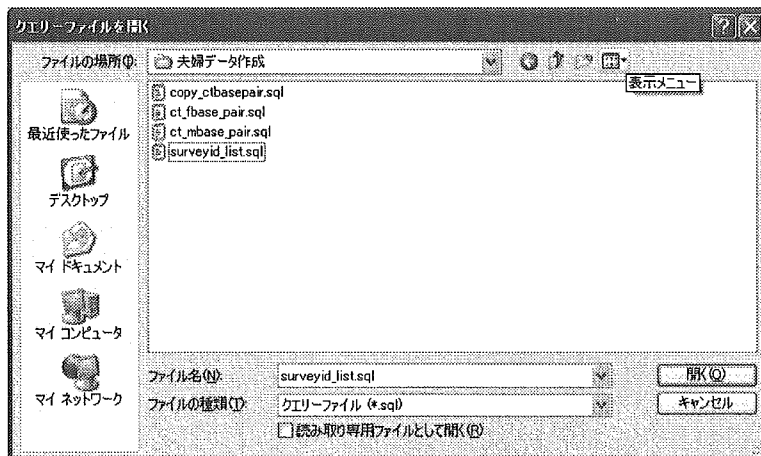 クエリーファイルを開く
ファイルの場所(I):
夫婦データ作成
表示メニュー
最近使ったファイル
デスクトップ
マイ ドキュメント
マイ コンピュータ
マイ ネットワーク
copy_ctbasepair.sql
ct_fbase_pair.sql
ct_mbase_pair.sql
surveyid_list.sql
ファイル名(N):
surveyid_list.sql
開く(O)
ファイルの種類(T):
クエリーファイル (*.sql)
キャンセル
読み取り専用ファイルとして開く(R)